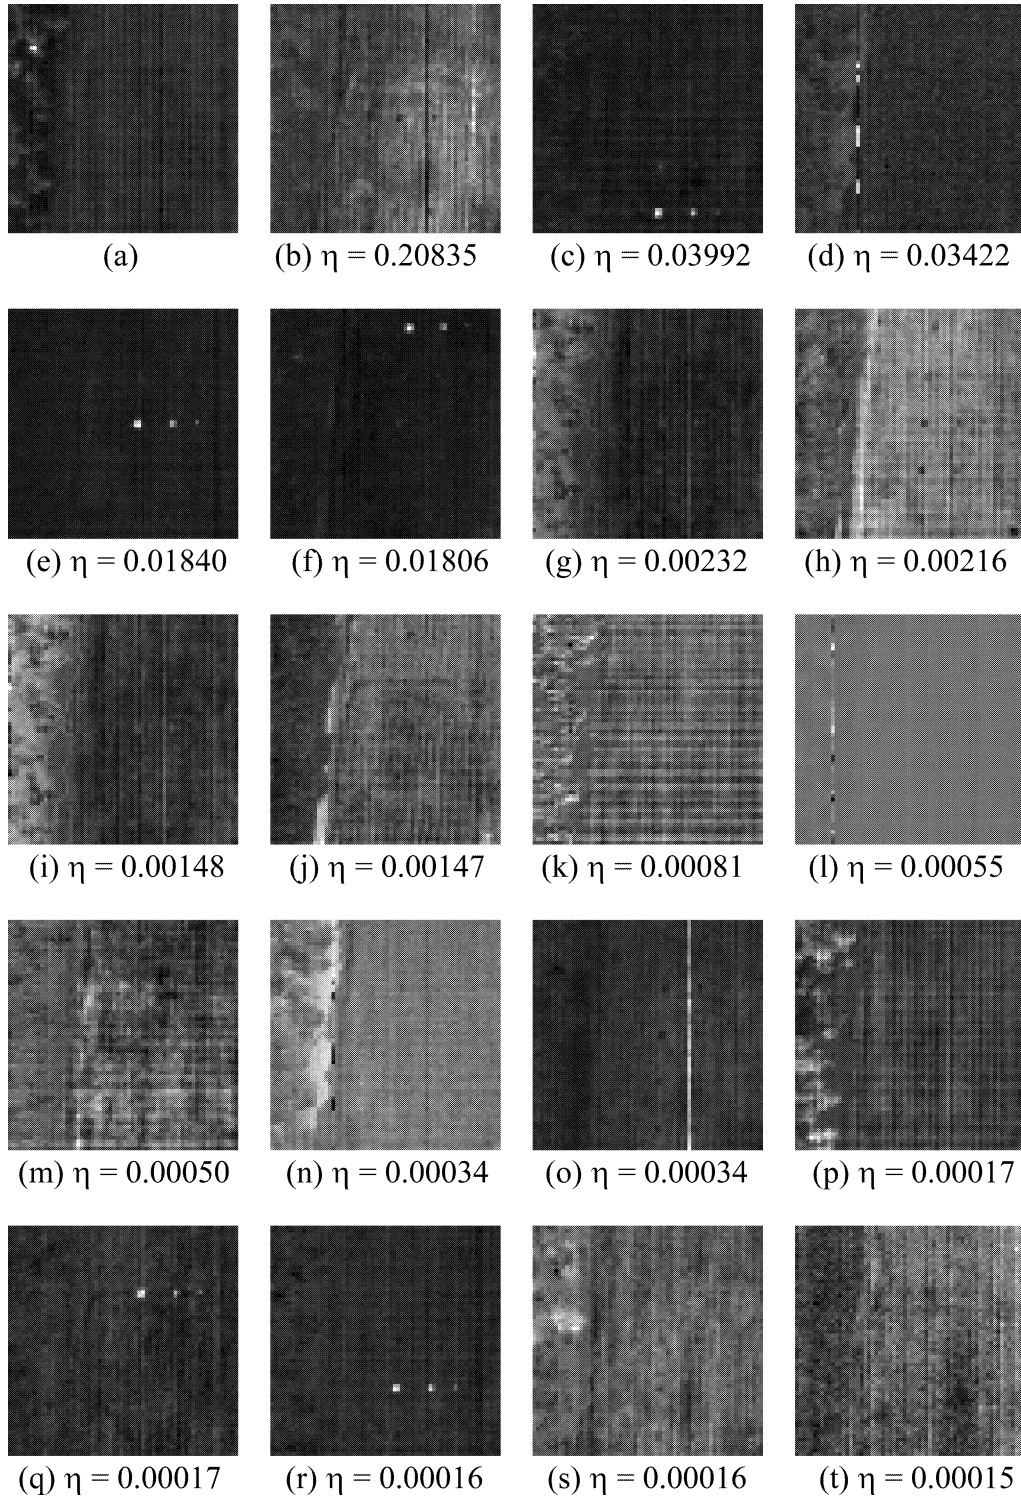 (a) (b) η = 0.20835 (c) η = 0.03992 (d) η = 0.03422
(e) η = 0.01840 (f) η = 0.01806 (g) η = 0.00232 (h) η = 0.00216
(i) η = 0.00148 (j) η = 0.00147 (k) η = 0.00081 (l) η = 0.00055
(m) η = 0.00050 (n) η = 0.00034 (o) η = 0.00034 (p) η = 0.00017
(q) η = 0.00017 (r) η = 0.00016 (s) η = 0.00016 (t) η = 0.00015